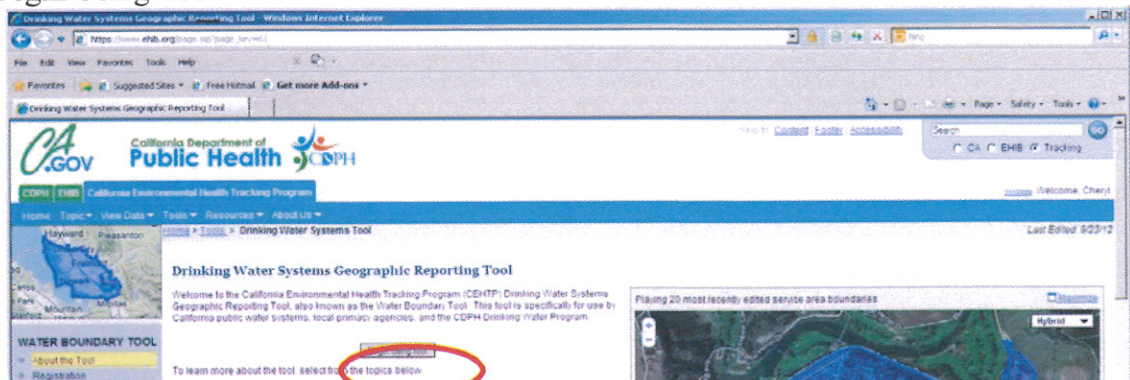 Drinking Water Systems Geographic Reporting Tool - Windows Internet Explorer
File Edit View Favorites Tools Help
Favorites Suggested Sites Free Hotmail Get more Add-ons
Drinking Water Systems Geographic Reporting Tool
Page Safety Tools
CA.GOV
California Department of
Public Health
CDPH
Skip to: Content Footer Accessibility
Search
GO
CA EHIB Tracking
CDPH EHIB California Environmental Health Tracking Program
Welcome, Cheryl
Home Topic View Data Tools Resources About Us
Home > Tools > Drinking Water Systems Tool
Last Edited 9/23/12
Hayward Pleasanton
Fremont
Newark
Milpitas
Mountain
Drinking Water Systems Geographic Reporting Tool
Welcome to the California Environmental Health Tracking Program (CEHTP) Drinking Water Systems
Geographic Reporting Tool, also known as the Water Boundary Tool. This tool is specifically for use by
California public water systems, local primacy agencies, and the CDPH Drinking Water Program.
Playing 20 most recently edited service area boundaries
Maximize
Hybrid
WATER BOUNDARY TOOL
About the Tool
Registration
To learn more about the tool, select from the topics below.